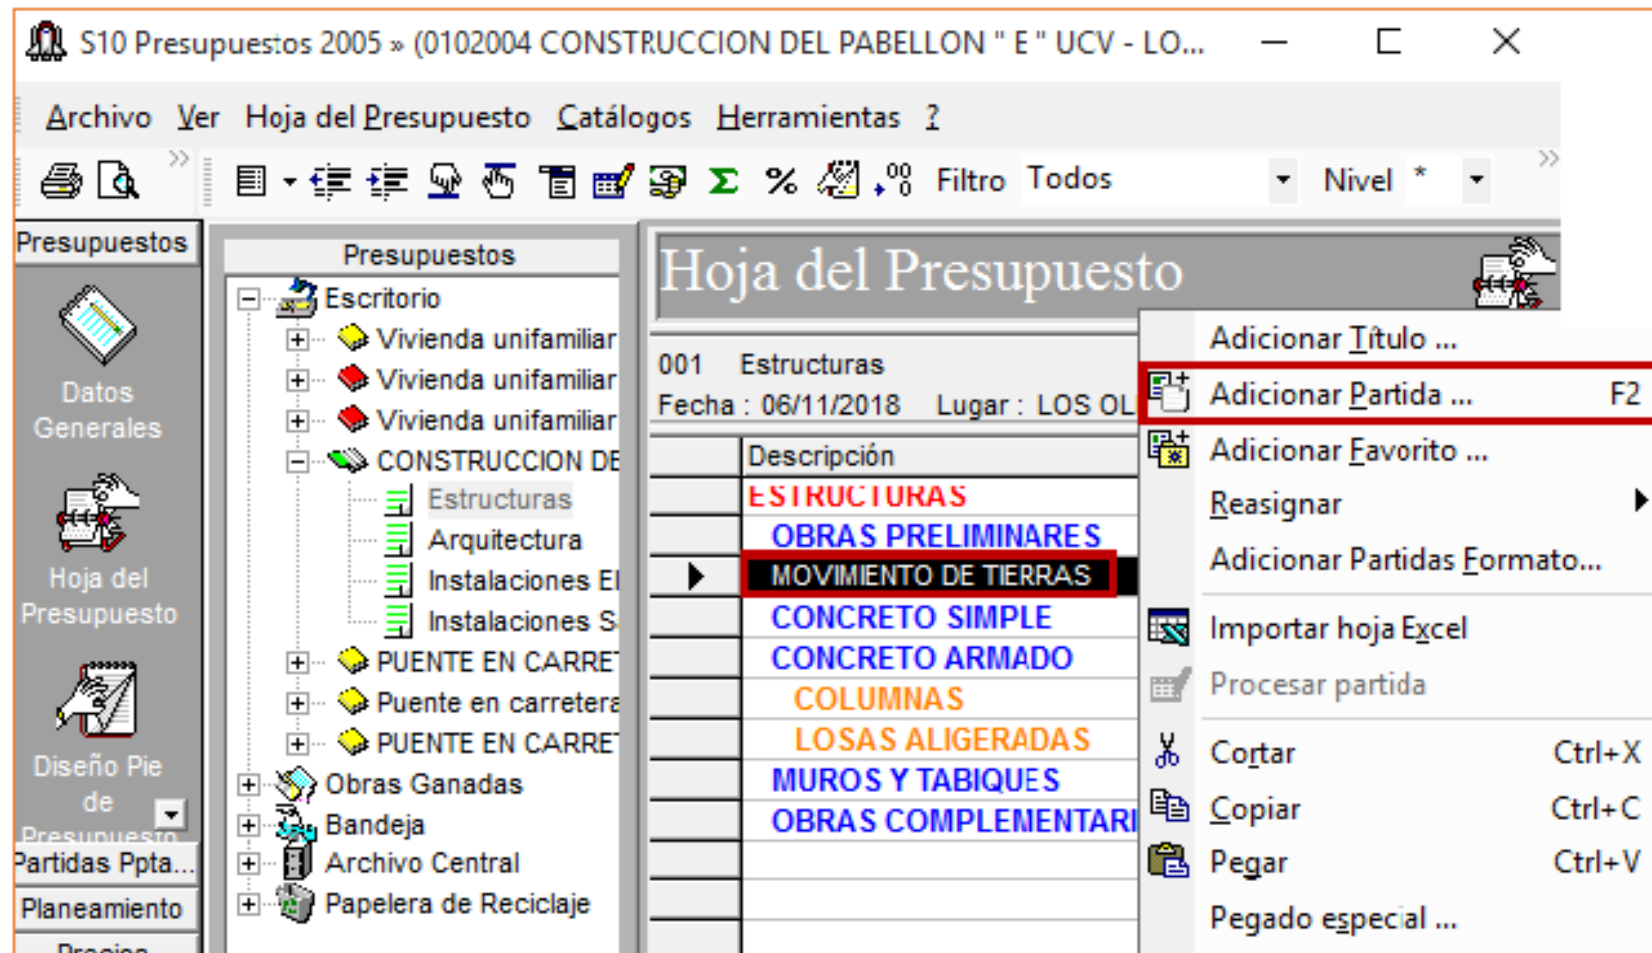 S10 Presupuestos 2005 » (0102004 CONSTRUCCION DEL PABELLON " E " UCV - LO...
Archivo Ver Hoja del Presupuesto Catálogos Herramientas ?
Filtro Todos Nivel *
Presupuestos
Datos
Generales
Hoja del
Presupuesto
Diseño Pie
de
Presupuesto
Partidas Ppta...
Planeamiento
Precios
Presupuestos
Escritorio
Vivienda unifamiliar
Vivienda unifamiliar
Vivienda unifamiliar
CONSTRUCCION DE
Estructuras
Arquitectura
Instalaciones El
Instalaciones S
PUENTE EN CARRET
Puente en carretera
PUENTE EN CARRET
Obras Ganadas
Bandeja
Archivo Central
Papelera de Reciclaje
Hoja del Presupuesto
001 Estructuras
Fecha : 06/11/2018 Lugar : LOS OL
Descripción
ESTRUCTURAS
OBRAS PRELIMINARES
MOVIMIENTO DE TIERRAS
CONCRETO SIMPLE
CONCRETO ARMADO
COLUMNAS
LOSAS ALIGERADAS
MUROS Y TABIQUES
OBRAS COMPLEMENTARI
Adicionar Título ...
Adicionar Partida ... F2
Adicionar Favorito ...
Reasignar
Adicionar Partidas Formato...
Importar hoja Excel
Procesar partida
Cortar Ctrl+X
Copiar Ctrl+C
Pegar Ctrl+V
Pegado especial ...